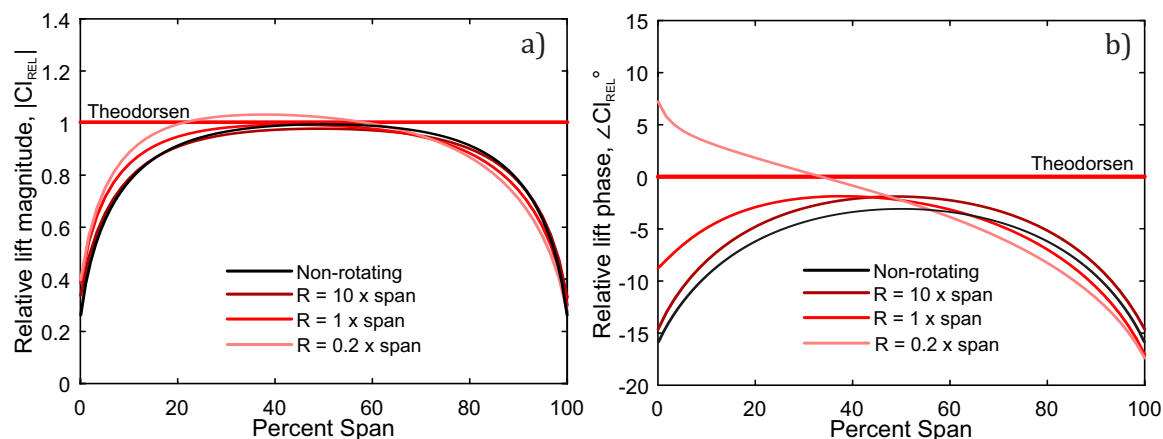 a)
Relative lift magnitude, |Cl_REL|
1.4
1.2
1
0.8
0.6
0.4
0.2
0
Theodorsen
Non-rotating
R = 10 x span
R = 1 x span
R = 0.2 x span
0 20 40 60 80 100
Percent Span
b)
Relative lift phase, ∠Cl_REL°
15
10
5
0
-5
-10
-15
-20
Theodorsen
Non-rotating
R = 10 x span
R = 1 x span
R = 0.2 x span
0 20 40 60 80 100
Percent Span